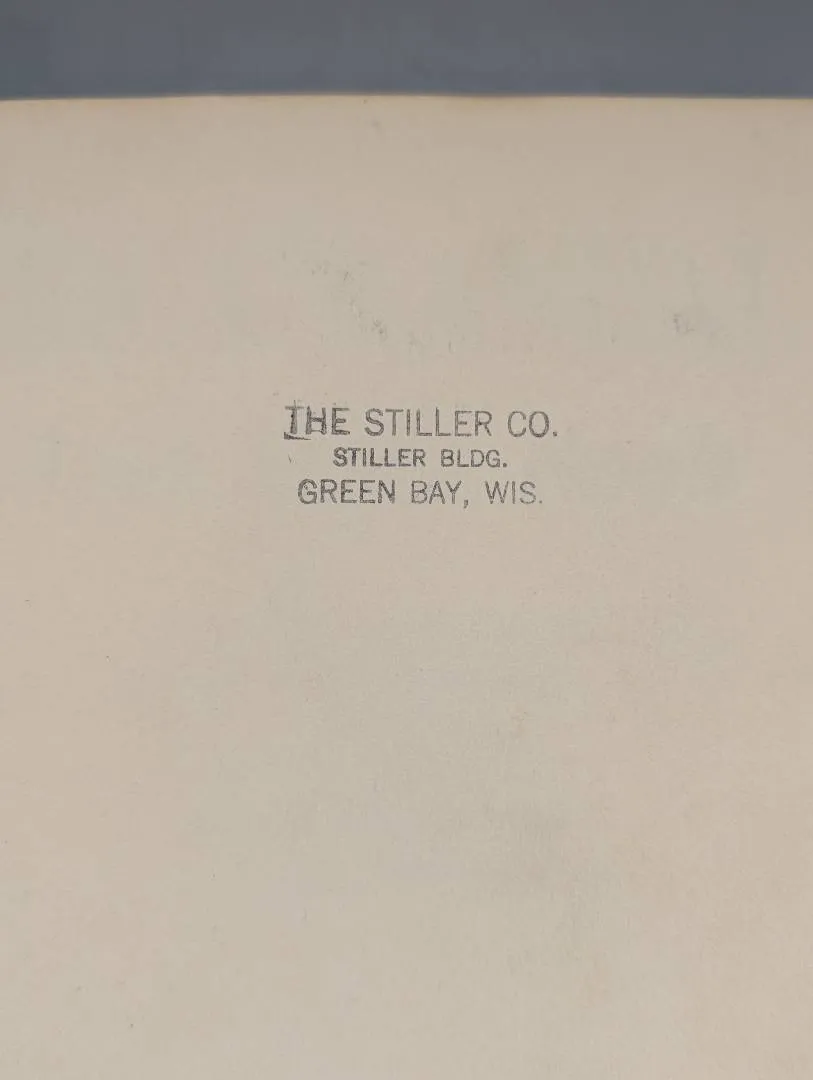 THE STILLER CO.
STILLER BLDG.
GREEN BAY, WIS.